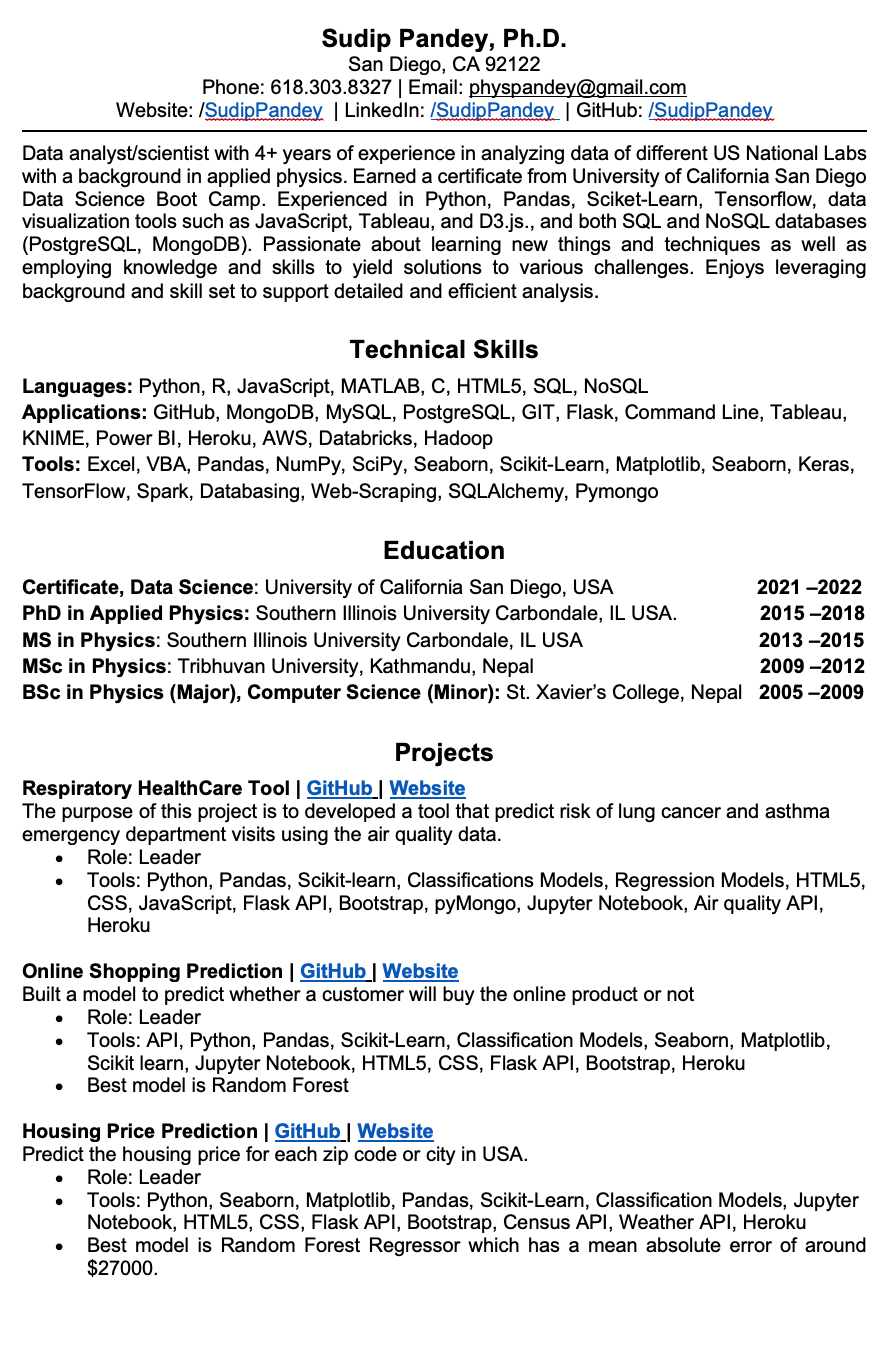 Sudip Pandey, Ph.D.
San Diego, CA 92122
Phone: 618.303.8327 | Email: physpandey@gmail.com
Website: /SudipPandey | LinkedIn: /SudipPandey | GitHub: /SudipPandey
Data analyst/scientist with 4+ years of experience in analyzing data of different US National Labs
with a background in applied physics. Earned a certificate from University of California San Diego
Data Science Boot Camp. Experienced in Python, Pandas, Sciket-Learn, Tensorflow, data
visualization tools such as JavaScript, Tableau, and D3.js., and both SQL and NoSQL databases
(PostgreSQL, MongoDB). Passionate about learning new things and techniques as well as
employing knowledge and skills to yield solutions to various challenges. Enjoys leveraging
background and skill set to support detailed and efficient analysis.
Technical Skills
Languages: Python, R, JavaScript, MATLAB, C, HTML5, SQL, NoSQL
Applications: GitHub, MongoDB, MySQL, PostgreSQL, GIT, Flask, Command Line, Tableau,
KNIME, Power BI, Heroku, AWS, Databricks, Hadoop
Tools: Excel, VBA, Pandas, NumPy, SciPy, Seaborn, Scikit-Learn, Matplotlib, Seaborn, Keras,
TensorFlow, Spark, Databasing, Web-Scraping, SQLAlchemy, Pymongo
Education
Certificate, Data Science: University of California San Diego, USA 2021 –2022
PhD in Applied Physics: Southern Illinois University Carbondale, IL USA. 2015 –2018
MS in Physics: Southern Illinois University Carbondale, IL USA 2013 –2015
MSc in Physics: Tribhuvan University, Kathmandu, Nepal 2009 –2012
BSc in Physics (Major), Computer Science (Minor): St. Xavier’s College, Nepal 2005 –2009
Projects
Respiratory HealthCare Tool | GitHub | Website
The purpose of this project is to developed a tool that predict risk of lung cancer and asthma
emergency department visits using the air quality data.
• Role: Leader
• Tools: Python, Pandas, Scikit-learn, Classifications Models, Regression Models, HTML5,
CSS, JavaScript, Flask API, Bootstrap, pyMongo, Jupyter Notebook, Air quality API,
Heroku
Online Shopping Prediction | GitHub | Website
Built a model to predict whether a customer will buy the online product or not
• Role: Leader
• Tools: API, Python, Pandas, Scikit-Learn, Classification Models, Seaborn, Matplotlib,
Scikit learn, Jupyter Notebook, HTML5, CSS, Flask API, Bootstrap, Heroku
• Best model is Random Forest
Housing Price Prediction | GitHub | Website
Predict the housing price for each zip code or city in USA.
• Role: Leader
• Tools: Python, Seaborn, Matplotlib, Pandas, Scikit-Learn, Classification Models, Jupyter
Notebook, HTML5, CSS, Flask API, Bootstrap, Census API, Weather API, Heroku
• Best model is Random Forest Regressor which has a mean absolute error of around
$27000.